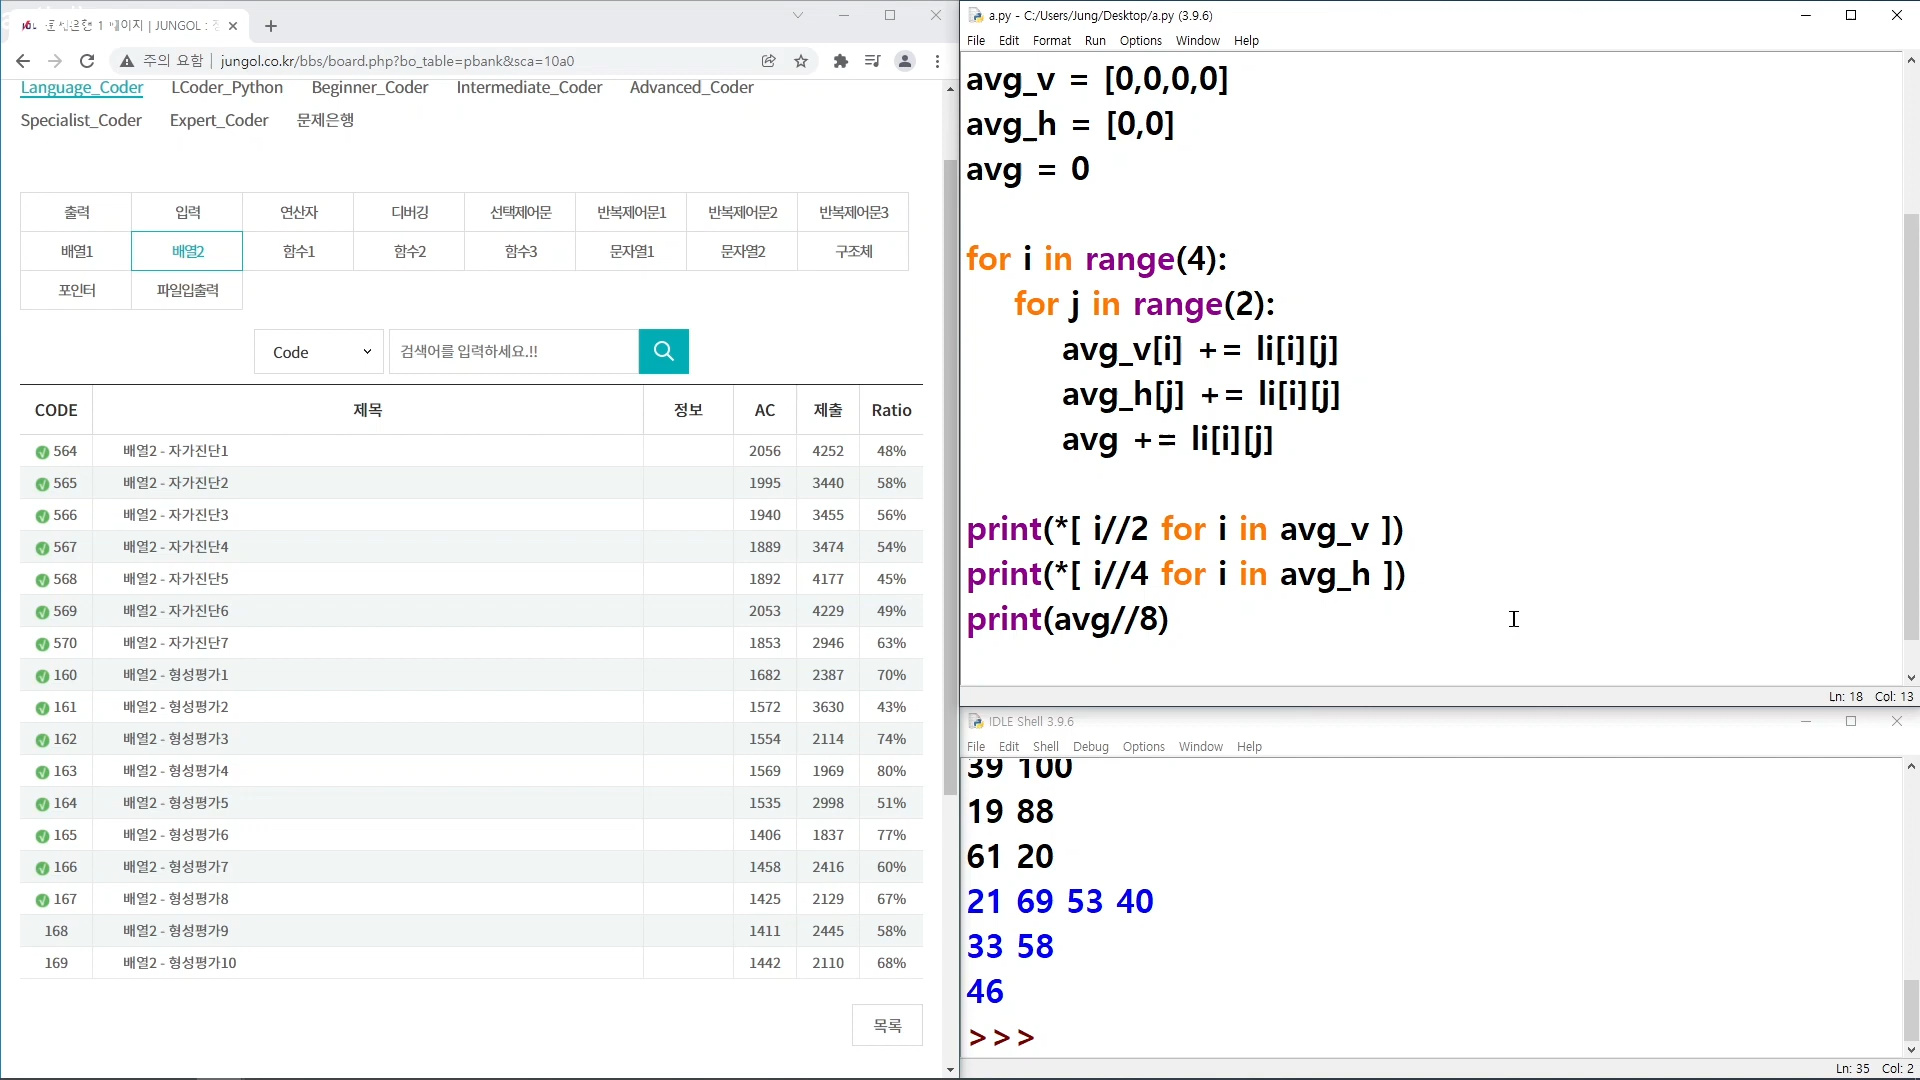 1 페이지 | JUNGOL :
주의 요함 | jungol.co.kr/bbs/board.php?bo_table=pbank&sca=10a0
Language_Coder LCoder_Python Beginner_Coder Intermediate_Coder Advanced_Coder
Specialist_Coder Expert_Coder 문제은행
출력 입력 연산자 디버깅 선택제어문 반복제어문1 반복제어문2 반복제어문3
배열1 배열2 함수1 함수2 함수3 문자열1 문자열2 구조체
포인터 파일입출력
Code 검색어를 입력하세요.!!
CODE 제목 정보 AC 제출 Ratio
564 배열2 - 자가진단1 2056 4252 48%
565 배열2 - 자가진단2 1995 3440 58%
566 배열2 - 자가진단3 1940 3455 56%
567 배열2 - 자가진단4 1889 3474 54%
568 배열2 - 자가진단5 1892 4177 45%
569 배열2 - 자가진단6 2053 4229 49%
570 배열2 - 자가진단7 1853 2946 63%
160 배열2 - 형성평가1 1682 2387 70%
161 배열2 - 형성평가2 1572 3630 43%
162 배열2 - 형성평가3 1554 2114 74%
163 배열2 - 형성평가4 1569 1969 80%
164 배열2 - 형성평가5 1535 2998 51%
165 배열2 - 형성평가6 1406 1837 77%
166 배열2 - 형성평가7 1458 2416 60%
167 배열2 - 형성평가8 1425 2129 67%
168 배열2 - 형성평가9 1411 2445 58%
169 배열2 - 형성평가10 1442 2110 68%
목록
a.py - C:/Users/Jung/Desktop/a.py (3.9.6)
File Edit Format Run Options Window Help
avg_v = [0,0,0,0]
avg_h = [0,0]
avg = 0
for i in range(4):
for j in range(2):
avg_v[i] += li[i][j]
avg_h[j] += li[i][j]
avg += li[i][j]
print(*[ i//2 for i in avg_v ])
print(*[ i//4 for i in avg_h ])
print(avg//8)
Ln: 18 Col: 13
IDLE Shell 3.9.6
File Edit Shell Debug Options Window Help
39 100
19 88
61 20
21 69 53 40
33 58
46
>>>
Ln: 35 Col: 2